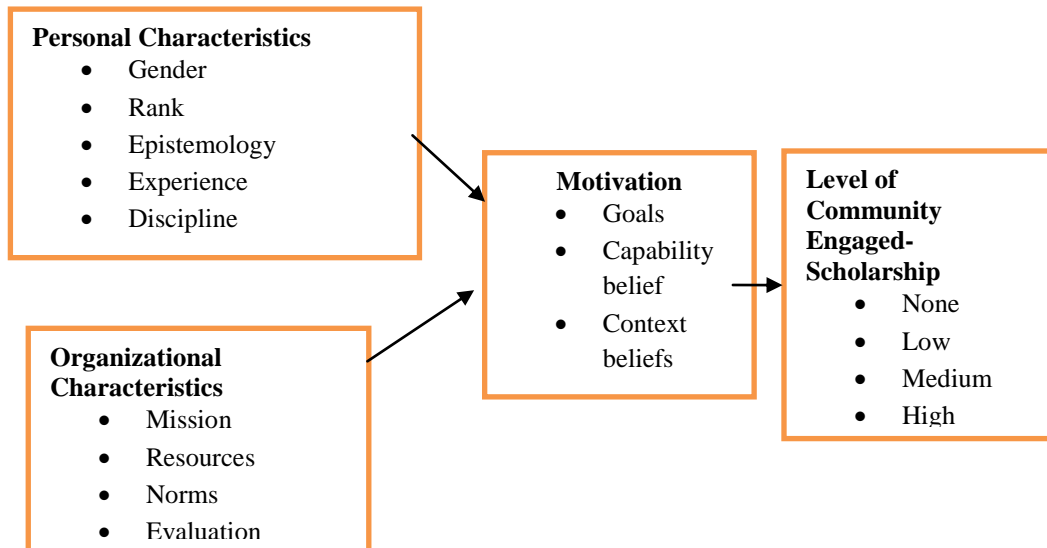 Personal Characteristics
• Gender
• Rank
• Epistemology
• Experience
• Discipline
Organizational
Characteristics
• Mission
• Resources
• Norms
• Evaluation
Motivation
• Goals
• Capability
belief
• Context
beliefs
Level of
Community
Engaged-
Scholarship
• None
• Low
• Medium
• High